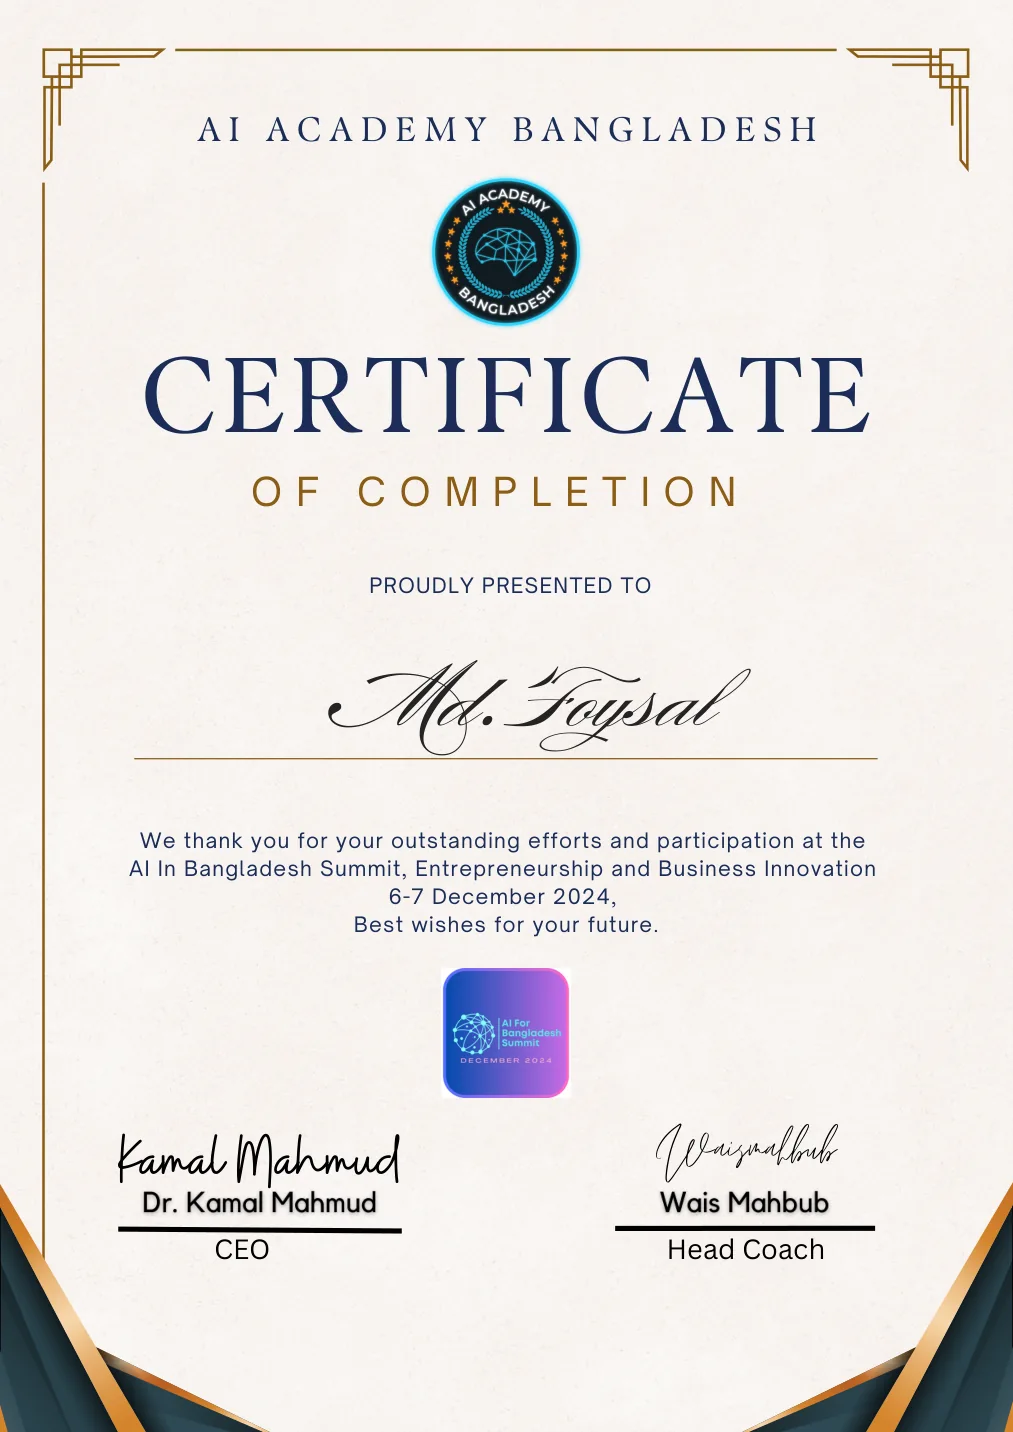 AI ACADEMY BANGLADESH
AI ACADEMY
BANGLADESH
CERTIFICATE
OF COMPLETION
PROUDLY PRESENTED TO
Md. Foysal
We thank you for your outstanding efforts and participation at the
AI In Bangladesh Summit, Entrepreneurship and Business Innovation
6-7 December 2024,
Best wishes for your future.
AI For
Bangladesh
Summit
DECEMBER 2024
Kamal Mahmud
Dr. Kamal Mahmud
CEO
Waismahbub
Wais Mahbub
Head Coach